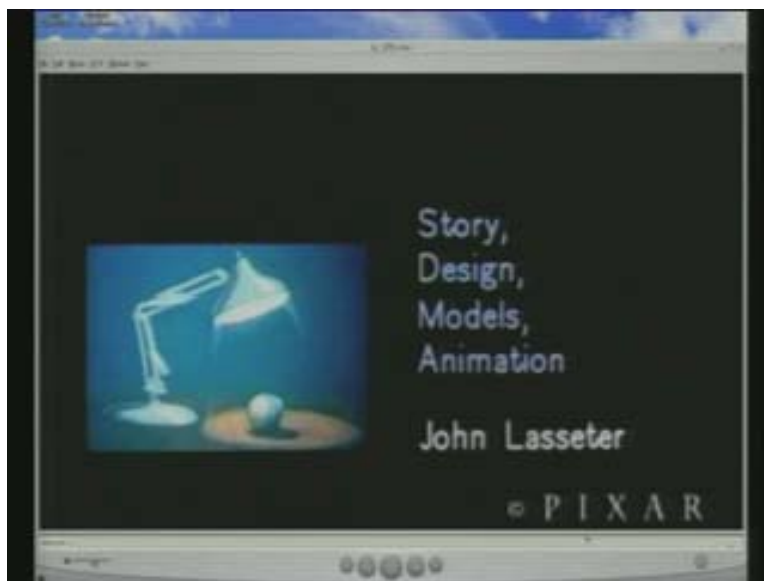 Story,
Design,
Models,
Animation
John Lasseter
© PIXAR